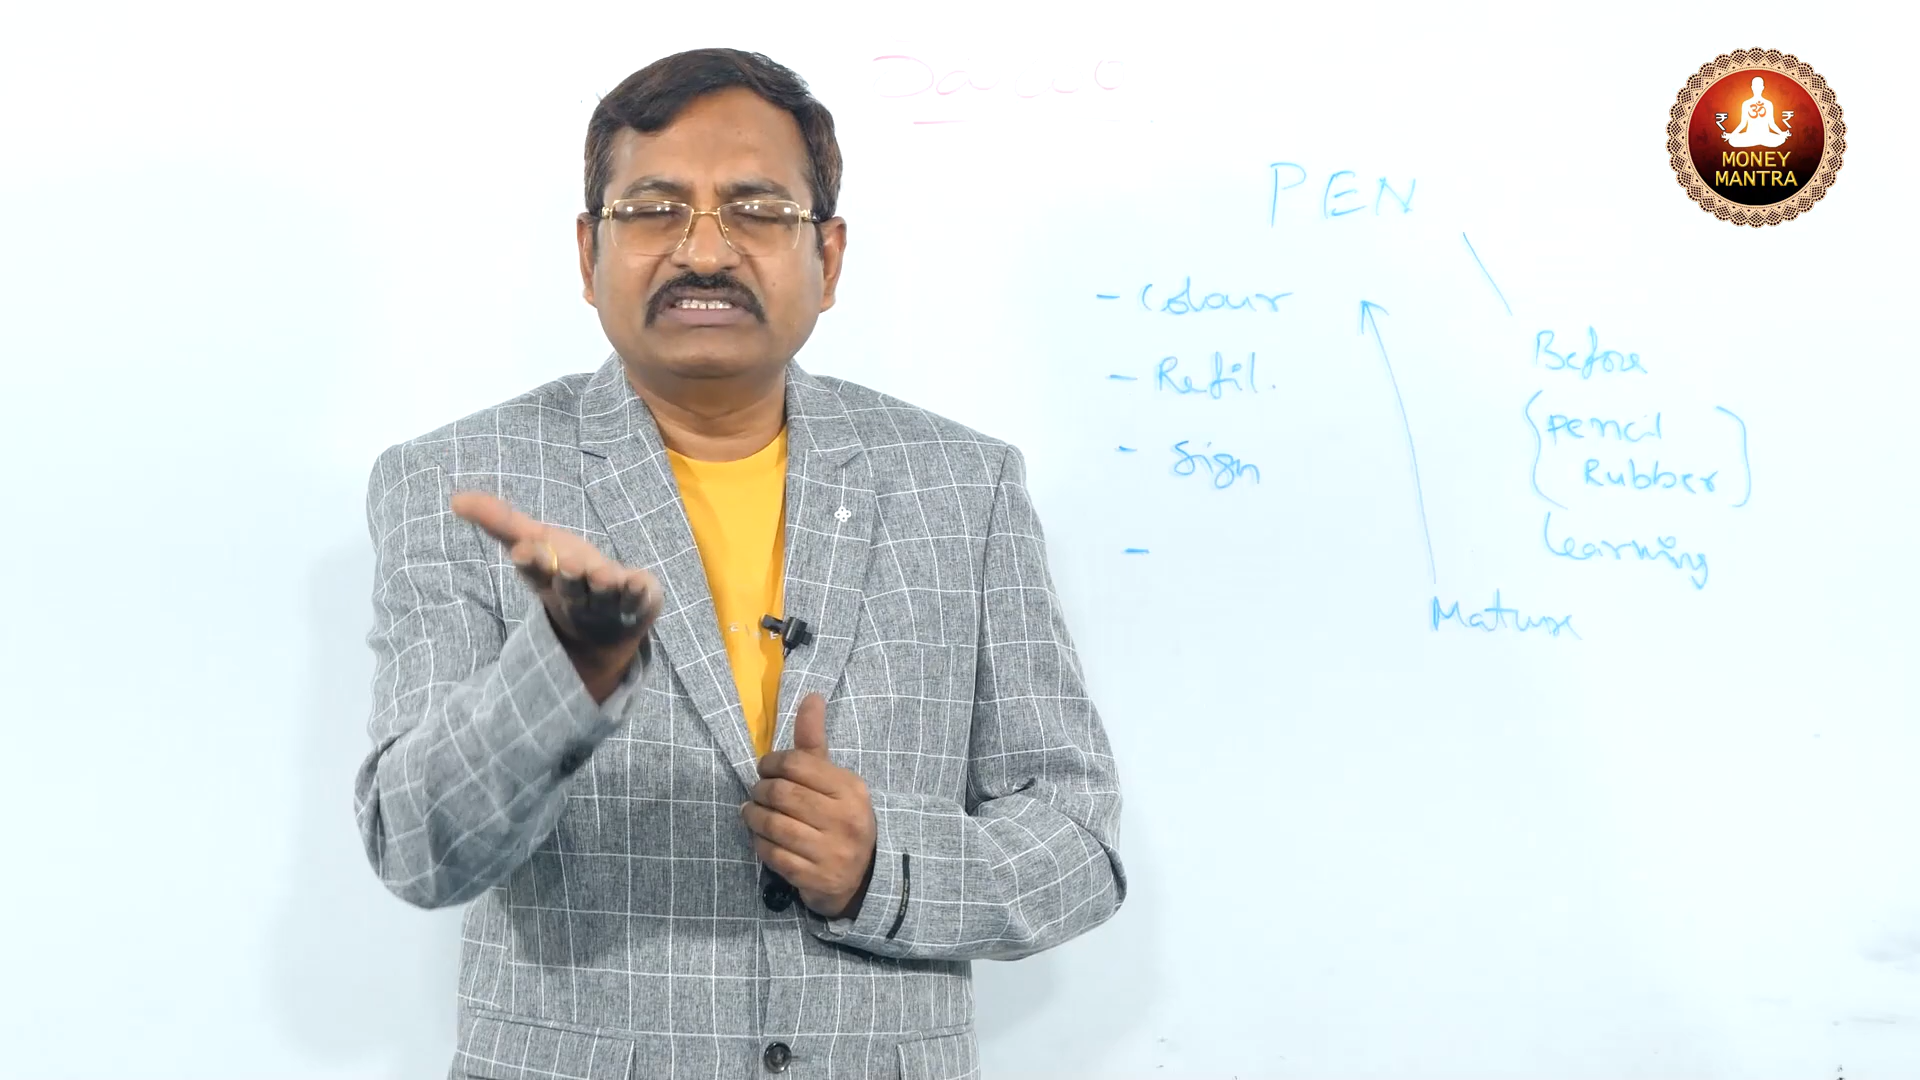 PEN
- Colour
- Refil.
- Sign
-
Before
Pencil
Rubber
Learning
Mature
MONEY
MANTRA